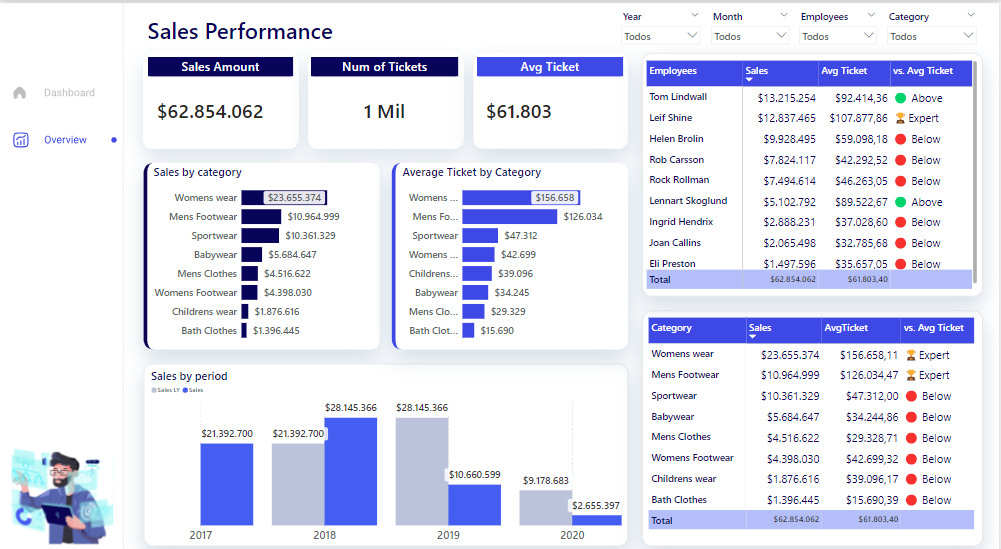 Sales Performance
Year
Month
Employees
Category
Todos
Todos
Todos
Todos
Dashboard
Overview
Sales Amount
$62.854.062
Num of Tickets
1 Mil
Avg Ticket
$61.803
Sales by category
Womens wear $23.655.374
Mens Footwear $10.964.999
Sportwear $10.361.329
Babywear $5.684.647
Mens Clothes $4.516.622
Womens Footwear $4.398.030
Childrens wear $1.876.616
Bath Clothes $1.396.445
Average Ticket by Category
Womens ... $156.658
Mens Fo... $126.034
Sportwear $47.312
Womens ... $42.699
Childrens... $39.096
Babywear $34.245
Mens Clo... $29.329
Bath Clot... $15.690
Sales by period
Sales LY Sales
$21.392.700
$21.392.700
$28.145.366
$28.145.366
$10.660.599
$9.178.683
$2.655.397
2017 2018 2019 2020
Employees Sales Avg Ticket vs. Avg Ticket
Tom Lindwall $13.215.254 $92.414,36 Above
Leif Shine $12.837.465 $107.877,86 Expert
Helen Brolin $9.928.495 $59.098,18 Below
Rob Carsson $7.824.117 $42.292,52 Below
Rock Rollman $7.494.614 $46.263,05 Below
Lennart Skoglund $5.102.792 $89.522,67 Above
Ingrid Hendrix $2.888.231 $37.028,60 Below
Joan Callins $2.065.498 $32.785,68 Below
Eli Preston $1.497.596 $35.657,05 Below
Total $62.854.062 $61.803,40
Category Sales AvgTicket vs. Avg Ticket
Womens wear $23.655.374 $156.658,11 Expert
Mens Footwear $10.964.999 $126.034,47 Expert
Sportwear $10.361.329 $47.312,00 Below
Babywear $5.684.647 $34.244,86 Below
Mens Clothes $4.516.622 $29.328,71 Below
Womens Footwear $4.398.030 $42.699,32 Below
Childrens wear $1.876.616 $39.096,17 Below
Bath Clothes $1.396.445 $15.690,39 Below
Total $62.854.062 $61.803,40